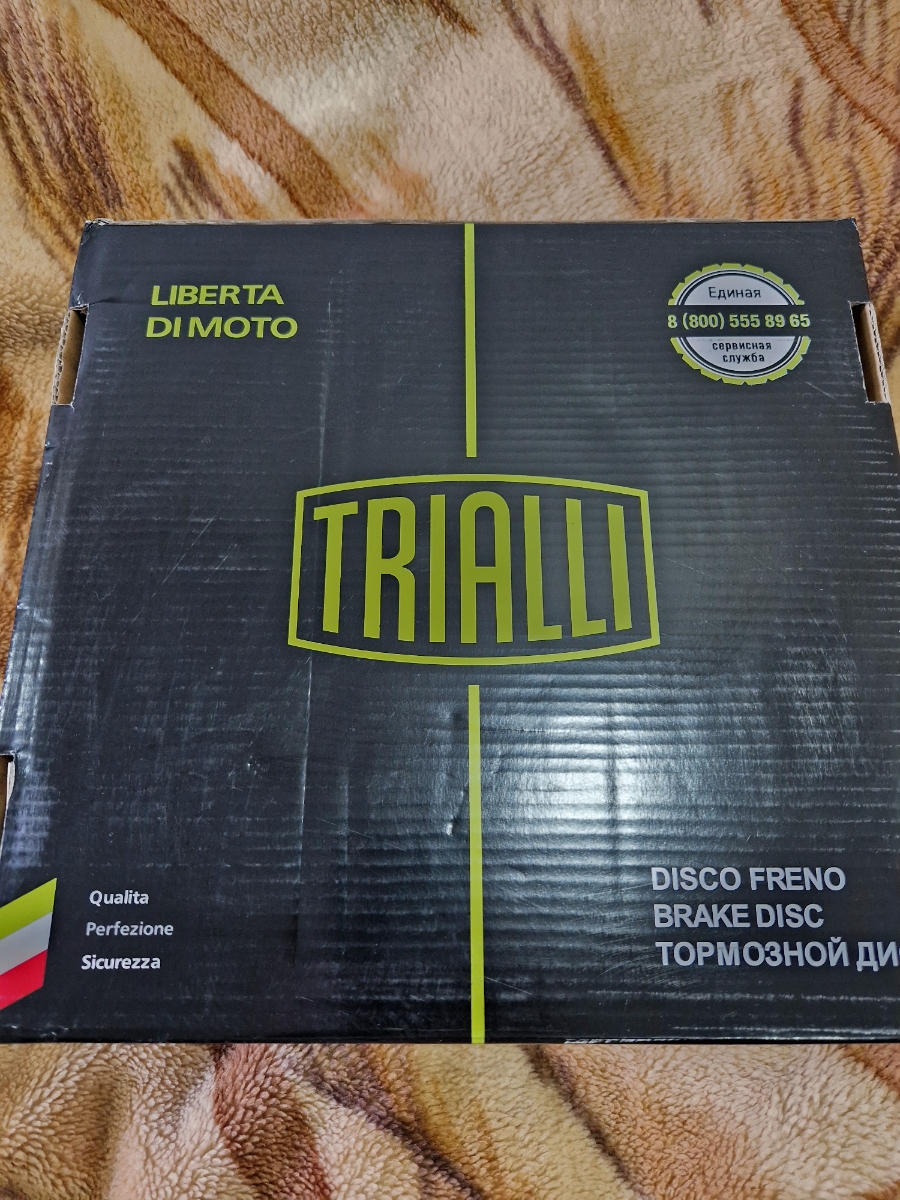 LIBERTA
DI MOTO
Единая
8 (800) 555 89 65
сервисная
служба
TRIALLI
Qualita
Perfezione
Sicurezza
DISCO FRENO
BRAKE DISC
ТОРМОЗНОЙ